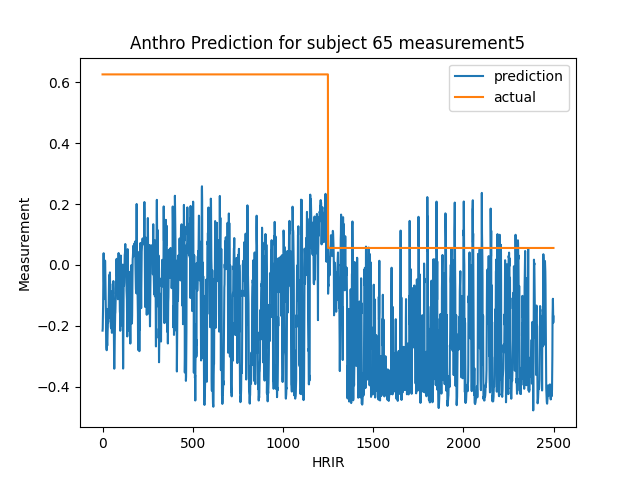 Anthro Prediction for subject 65 measurement5
prediction
actual
0.6
0.4
0.2
0.0
−0.2
−0.4
Measurement
0
500
1000
1500
2000
2500
HRIR